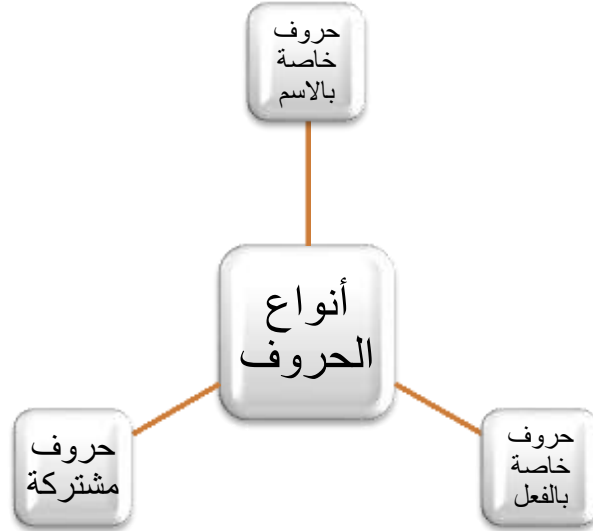 حروف
خاصة
بالاسم
أنواع
الحروف
حروف
خاصة
بالفعل
حروف
مشتركة